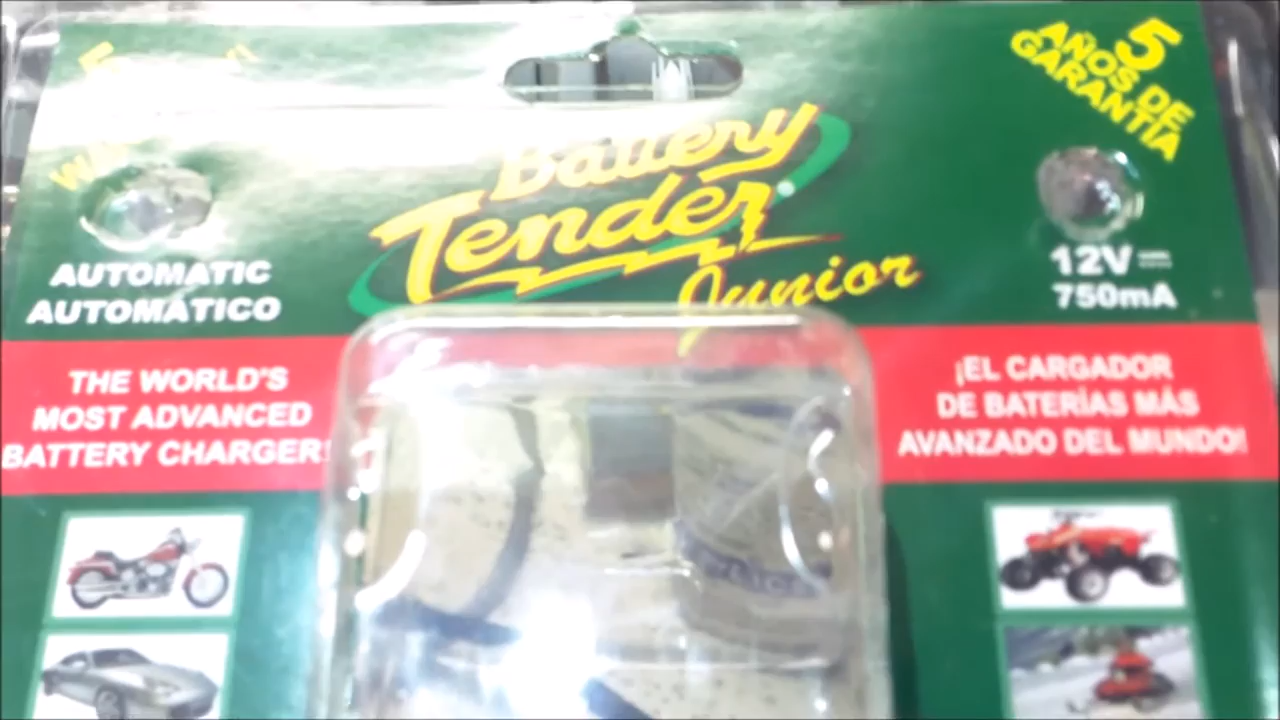 5
AÑOS DE
GARANTÍA
Battery
Tender
Junior
AUTOMATIC
AUTOMÁTICO
12V
750mA
THE WORLD'S
MOST ADVANCED
BATTERY CHARGER!
¡EL CARGADOR
DE BATERÍAS MÁS
AVANZADO DEL MUNDO!